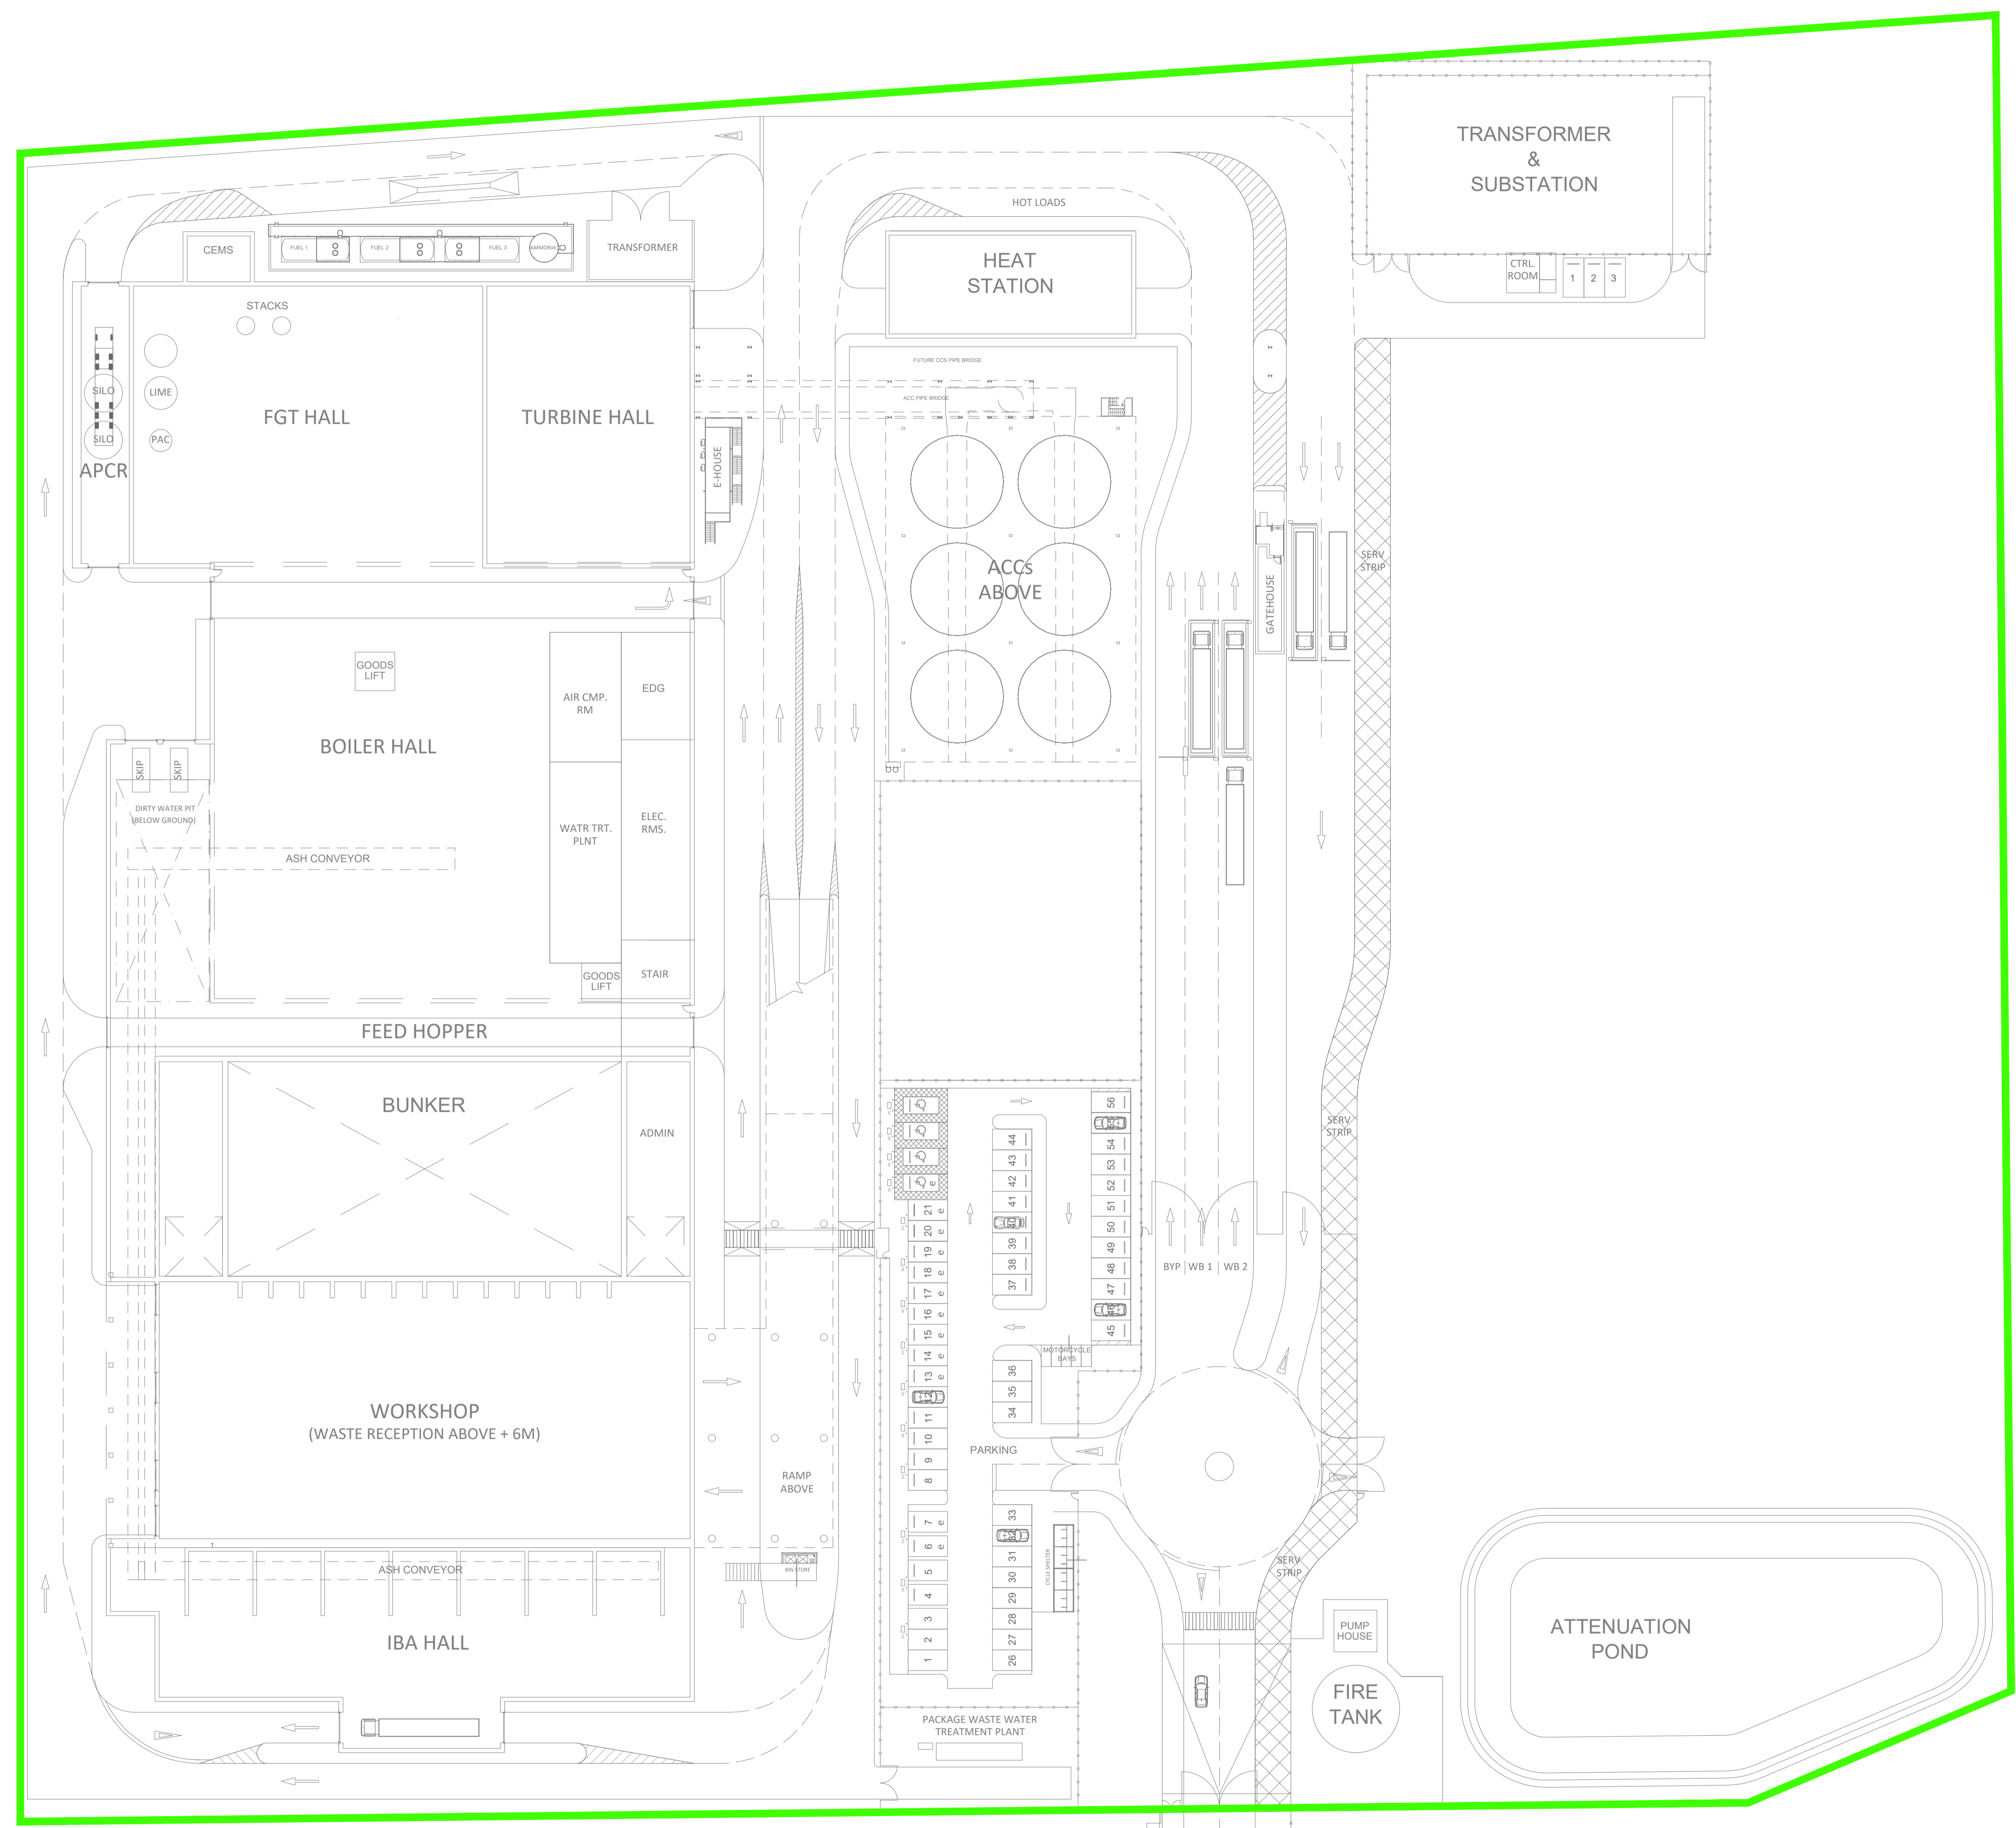 TRANSFORMER
&
SUBSTATION
HOT LOADS
CEMS
FUEL 1
FUEL 2
FUEL 3
AMMONIA
TRANSFORMER
HEAT
STATION
CTRL.
ROOM
1
2
3
STACKS
SILO
LIME
SILO
PAC
APCR
FGT HALL
TURBINE HALL
E-HOUSE
FUTURE CCS PIPE BRIDGE
ACC PIPE BRIDGE
ACCs
ABOVE
GATEHOUSE
SERV
STRIP
GOODS
LIFT
AIR CMP.
RM
EDG
BOILER HALL
SKIP
SKIP
DIRTY WATER PIT
(BELOW GROUND)
WATR TRT.
PLNT
ELEC.
RMS.
ASH CONVEYOR
GOODS
LIFT
STAIR
FEED HOPPER
BUNKER
ADMIN
SERV
STRIP
e
21 e
20 e
19 e
18 e
17 e
16 e
15 e
14 e
13 e
12
11
10
9
8
7 e
6 e
5
4
3
2
1
44
43
42
41
40
39
38
37
36
35
34
33
32
31
30
29
28
27
26
56
55
54
53
52
51
50
49
48
47
46
45
MOTORCYCLE
BAYS
BYP
WB 1
WB 2
WORKSHOP
(WASTE RECEPTION ABOVE + 6M)
PARKING
RAMP
ABOVE
BIN STORE
CYCLE SHELTER
SERV
STRIP
ASH CONVEYOR
IBA HALL
PUMP
HOUSE
FIRE
TANK
ATTENUATION
POND
PACKAGE WASTE WATER
TREATMENT PLANT